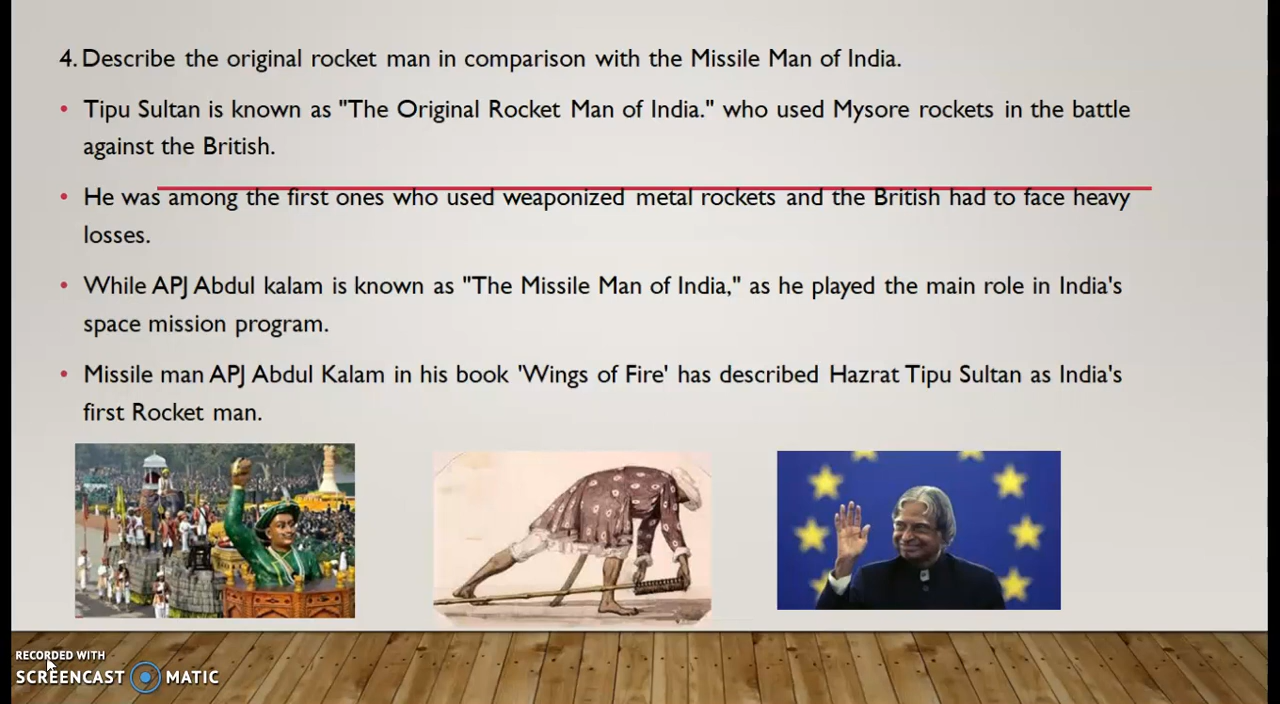 4. Describe the original rocket man in comparison with the Missile Man of India.
• Tipu Sultan is known as "The Original Rocket Man of India." who used Mysore rockets in the battle
against the British.
• He was among the first ones who used weaponized metal rockets and the British had to face heavy
losses.
• While APJ Abdul kalam is known as "The Missile Man of India," as he played the main role in India's
space mission program.
• Missile man APJ Abdul Kalam in his book 'Wings of Fire' has described Hazrat Tipu Sultan as India's
first Rocket man.
RECORDED WITH
SCREENCAST MATIC